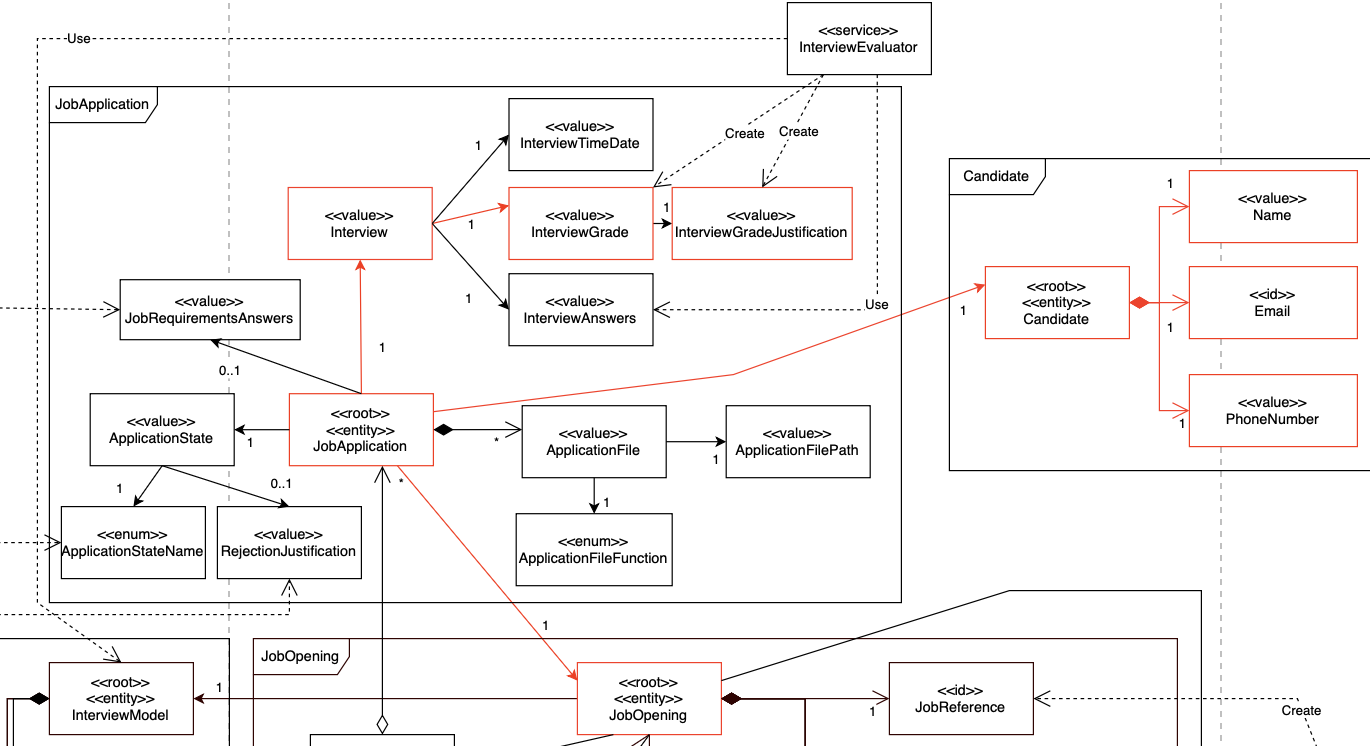 <<service>>
InterviewEvaluator
Use
JobApplication
<<value>>
InterviewTimeDate
Create
Create
1
Candidate
1
<<value>>
Name
<<value>>
Interview
1
<<value>>
InterviewGrade
1
<<value>>
InterviewGradeJustification
<<value>>
JobRequirementsAnswers
1
<<value>>
InterviewAnswers
Use
1
<<root>>
<<entity>>
Candidate
1
<<id>>
Email
0..1
1
<<value>>
ApplicationState
1
<<root>>
<<entity>>
JobApplication
*
<<value>>
ApplicationFile
1
<<value>>
ApplicationFilePath
1
<<value>>
PhoneNumber
1
0..1
*
1
<<enum>>
ApplicationStateName
<<value>>
RejectionJustification
<<enum>>
ApplicationFileFunction
1
JobOpening
<<root>>
<<entity>>
InterviewModel
1
<<root>>
<<entity>>
JobOpening
1
<<id>>
JobReference
Create